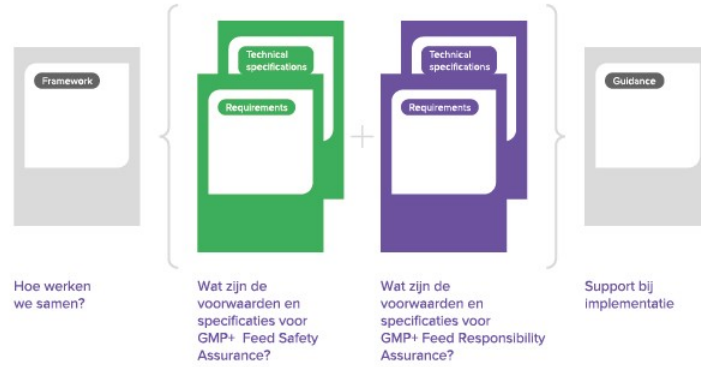 Framework
Technical
specifications
Requirements
+
Technical
specifications
Requirements
Guidance
Hoe werken
we samen?
Wat zijn de
voorwaarden en
specificaties voor
GMP+ Feed Safety
Assurance?
Wat zijn de
voorwaarden en
specificaties voor
GMP+ Feed Responsibility
Assurance?
Support bij
implementatie